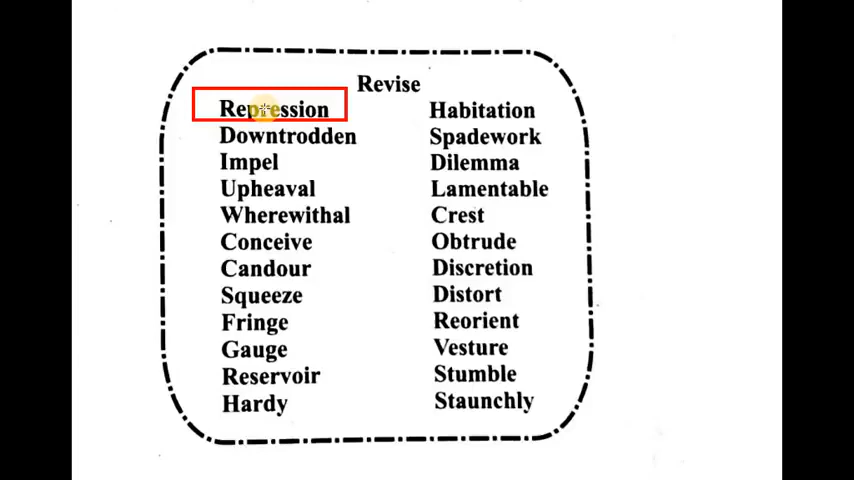 Revise
Repression
Downtrodden
Impel
Upheaval
Wherewithal
Conceive
Candour
Squeeze
Fringe
Gauge
Reservoir
Hardy
Habitation
Spadework
Dilemma
Lamentable
Crest
Obtrude
Discretion
Distort
Reorient
Vesture
Stumble
Staunchly